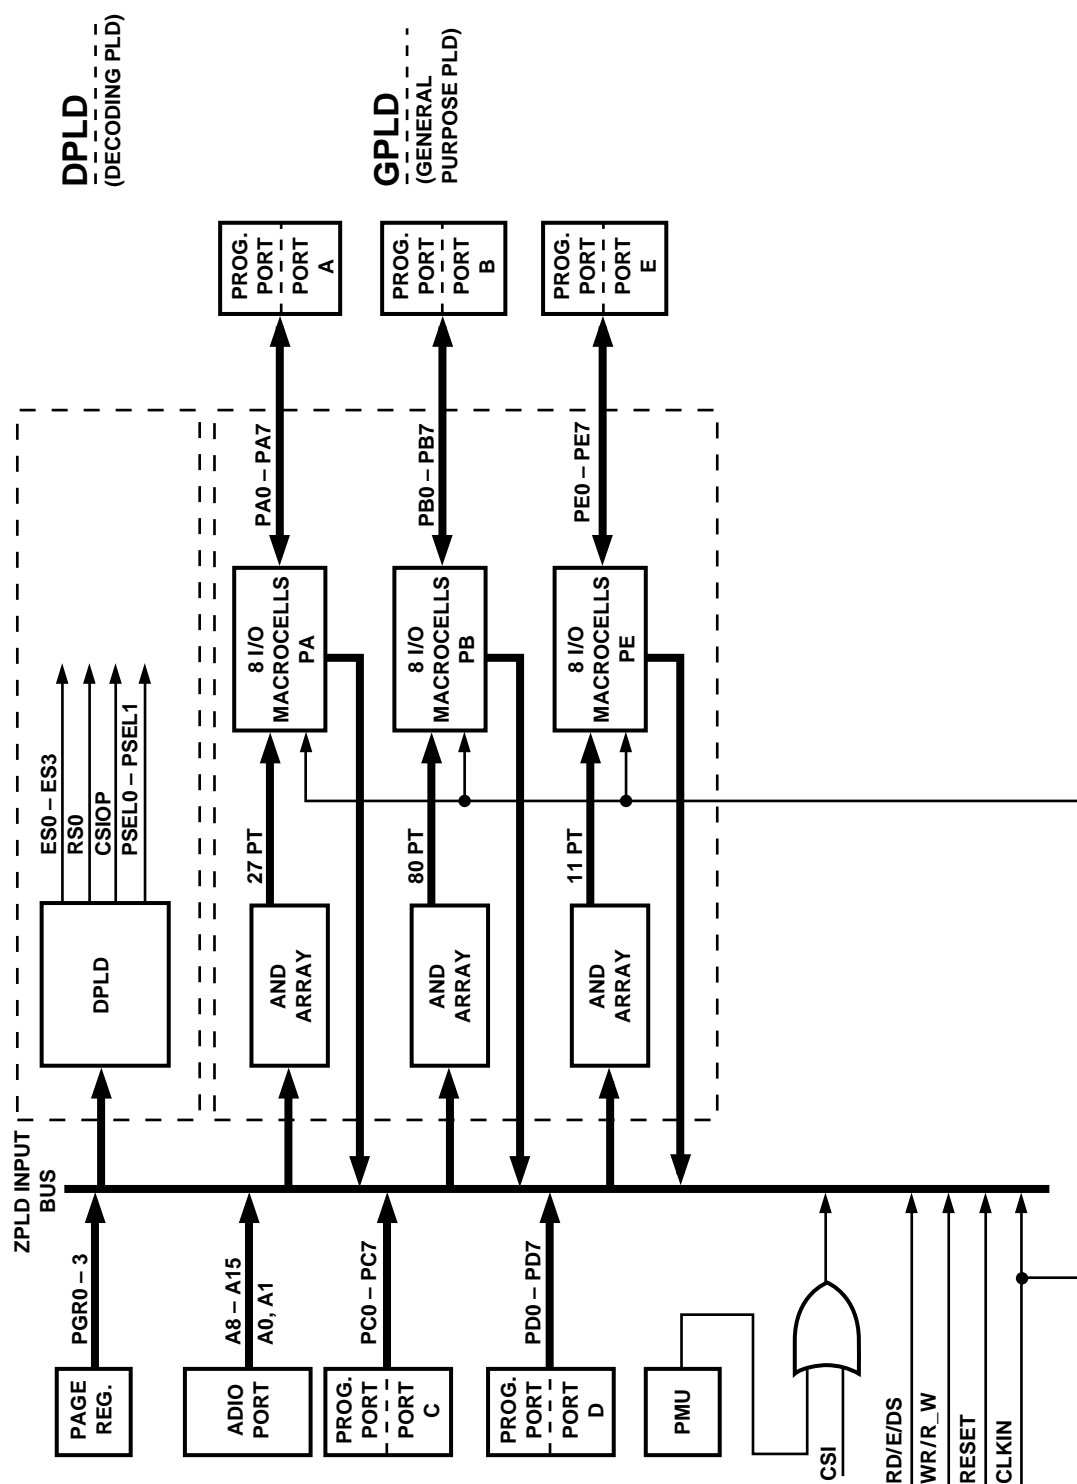 DPLD
(DECODING PLD)
GPLD
(GENERAL
PURPOSE PLD)
PROG.
PORT
PORT
A
PROG.
PORT
PORT
B
PROG.
PORT
PORT
E
PA0 – PA7
PB0 – PB7
PE0 – PE7
8 I/O
MACROCELLS
PA
8 I/O
MACROCELLS
PB
8 I/O
MACROCELLS
PE
ES0 – ES3
RS0
CSIOP
PSEL0 – PSEL1
27 PT
80 PT
11 PT
DPLD
AND
ARRAY
AND
ARRAY
AND
ARRAY
ZPLD INPUT
BUS
PGR0 – 3
A8 – A15
A0, A1
PC0 – PC7
PD0 – PD7
PAGE
REG.
ADIO
PORT
PROG.
PORT
PORT
C
PROG.
PORT
PORT
D
PMU
CSI
RD/E/DS
WR/R_W
RESET
CLKIN